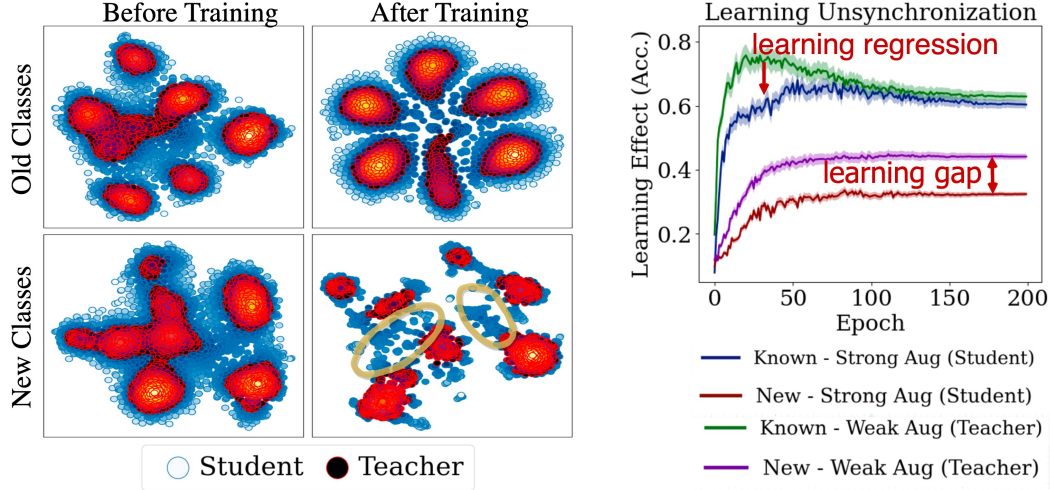 Before Training
After Training
Old Classes
New Classes
Student
Teacher
Learning Unsynchronization
learning regression
learning gap
Learning Effect (Acc.)
0.8
0.6
0.4
0.2
0
50
100
150
200
Epoch
Known - Strong Aug (Student)
New - Strong Aug (Student)
Known - Weak Aug (Teacher)
New - Weak Aug (Teacher)